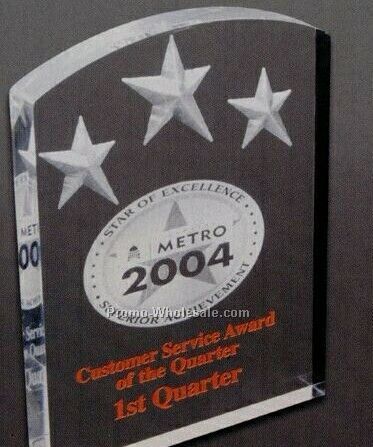 STAR OF EXCELLENCE
METRO
2004
SUPERIOR ACHIEVEMENT
Promo-Wholesale.com
Customer Service Award
of the Quarter
1st Quarter